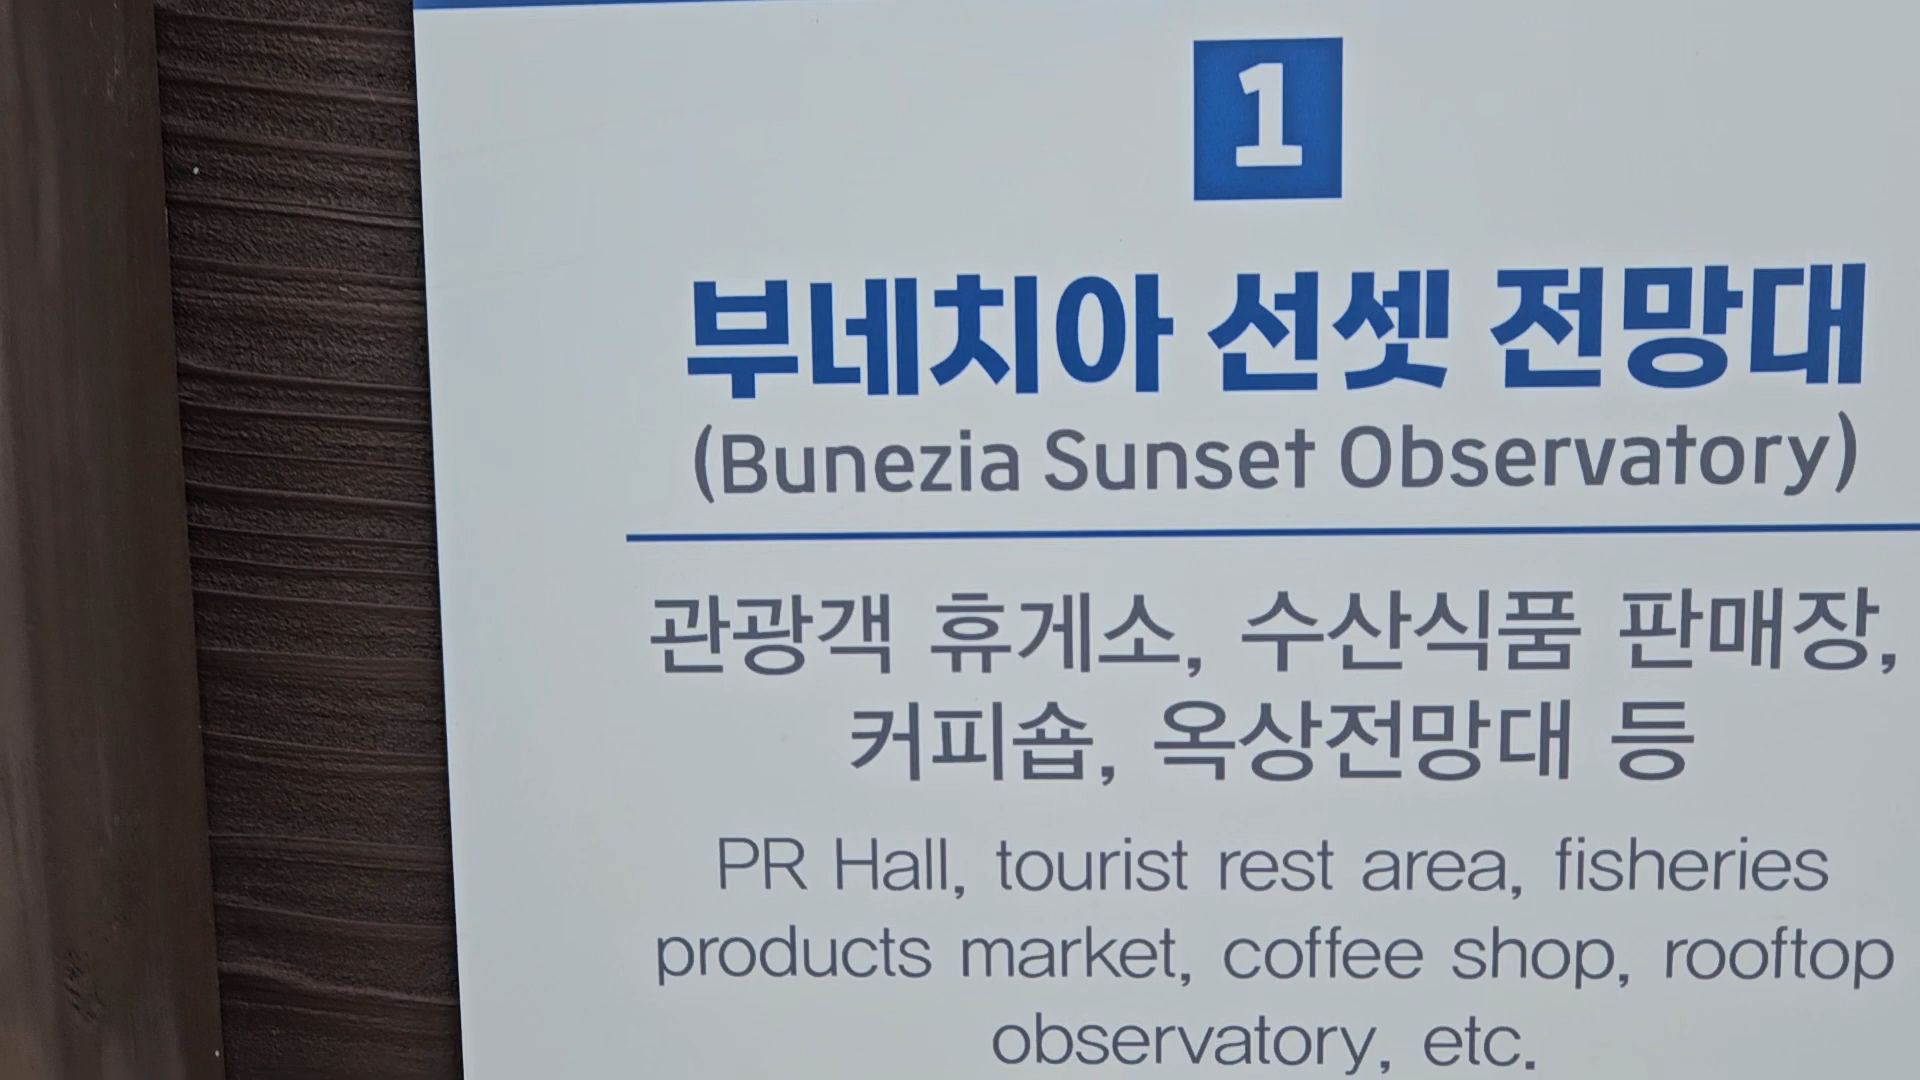 1
부네치아 선셋 전망대
(Bunezia Sunset Observatory)
관광객 휴게소, 수산식품 판매장,
커피숍, 옥상전망대 등
PR Hall, tourist rest area, fisheries
products market, coffee shop, rooftop
observatory, etc.